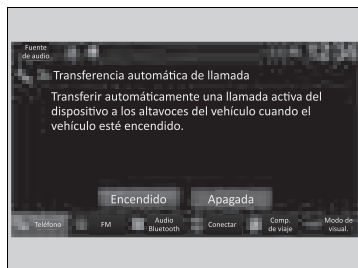 Fuente
de audio
Transferencia automática de llamada
Transferir automáticamente una llamada activa del
dispositivo a los altavoces del vehículo cuando el
vehículo esté encendido.
Encendido Apagada
Teléfono FM Audio Bluetooth Conectar Comp. de viaje Modo de visual.